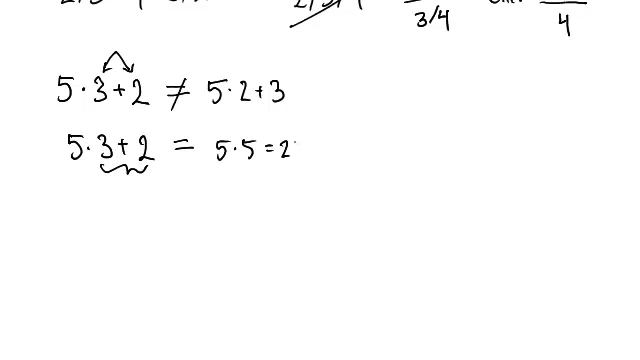 3/4
4
5 · 3 + 2 ≠ 5 · 2 + 3
5 · 3 + 2 = 5 · 5 = 2